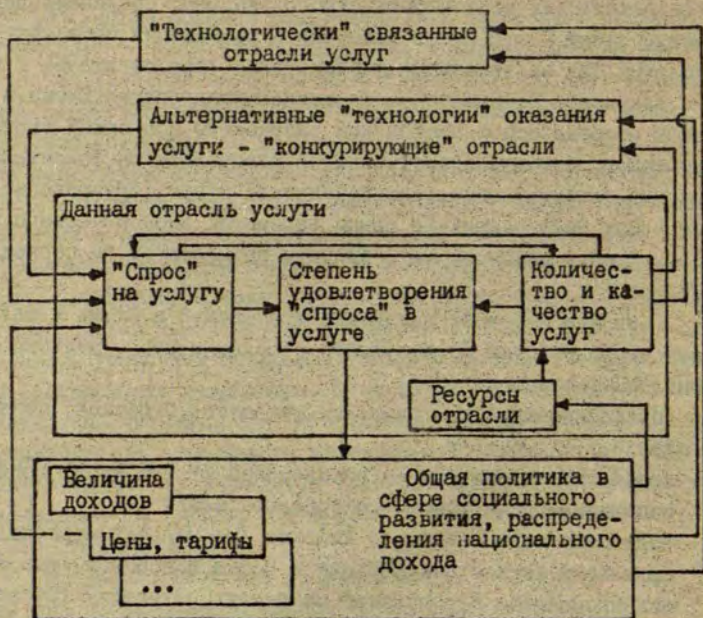 "Технологически" связанные
отрасли услуг
Альтернативные "технологии" оказания
услуги - "конкурирующие" отрасли
Данная отрасль услуги
"Спрос"
на услугу
Степень
удовлетворения
"спроса" в
услуге
Количес-
тво и ка-
чество
услуг
Ресурсы
отрасли
Величина
доходов
Цены, тарифы
...
Общая политика в
сфере социального
развития, распреде-
ления национального
дохода